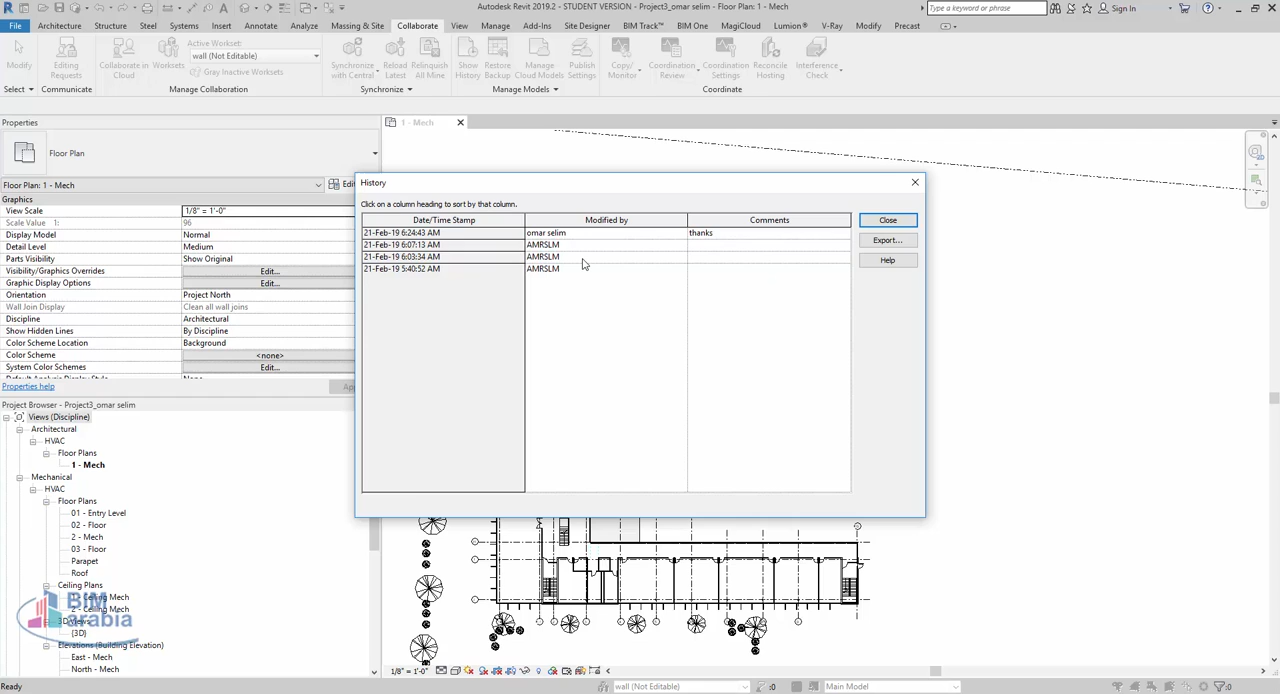 Autodesk Revit 2019.2 - STUDENT VERSION - Project3_omar selim - Floor Plan: 1 - Mech
Type a keyword or phrase
Sign In
File Architecture Structure Steel Systems Insert Annotate Analyze Massing & Site Collaborate View Manage Add-Ins Site Designer BIM Track™ BIM One MagiCloud Lumion® V-Ray Modify Precast
Modify
Editing Requests
Collaborate in Cloud
Worksets
Active Workset:
wall (Not Editable)
Gray Inactive Worksets
Synchronize with Central
Reload Latest
Relinquish All Mine
Show History
Restore Backup
Manage Cloud Models
Publish Settings
Copy/ Monitor
Coordination Review
Coordination Settings
Reconcile Hosting
Interference Check
Select Communicate Manage Collaboration Synchronize Manage Models Coordinate
Properties
1 - Mech
Floor Plan
Floor Plan: 1 - Mech
Graphics
View Scale 1/8" = 1'-0"
Scale Value 1: 96
Display Model Normal
Detail Level Medium
Parts Visibility Show Original
Visibility/Graphics Overrides Edit...
Graphic Display Options Edit...
Orientation Project North
Wall Join Display Clean all wall joins
Discipline Architectural
Show Hidden Lines By Discipline
Color Scheme Location Background
Color Scheme <none>
System Color Schemes Edit...
Properties help
History
Click on a column heading to sort by that column.
Date/Time Stamp Modified by Comments
21-Feb-19 6:24:43 AM omar selim thanks
21-Feb-19 6:07:13 AM AMRSLM
21-Feb-19 6:03:34 AM AMRSLM
21-Feb-19 5:40:52 AM AMRSLM
Close
Export...
Help
Project Browser - Project3_omar selim
Views (Discipline)
Architectural
HVAC
Floor Plans
1 - Mech
Mechanical
HVAC
Floor Plans
01 - Entry Level
02 - Floor
2 - Mech
03 - Floor
Parapet
Roof
Ceiling Plans
Ceiling Mech
2 - Ceiling Mech
3D Views
{3D}
Elevations (Building Elevation)
East - Mech
North - Mech
BIM
arabia
1/8" = 1'-0"
Ready
wall (Not Editable)
:0
Main Model
:0